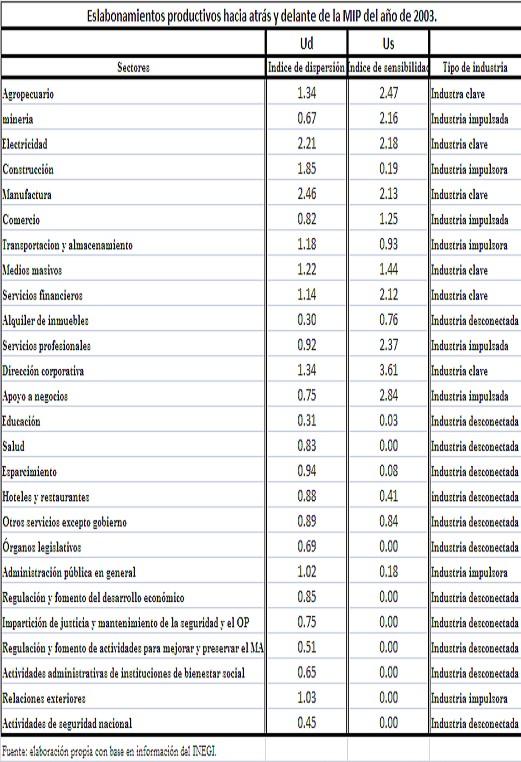 Eslabonamientos productivos hacia atrás y delante de la MIP del año de 2003.
Ud Us
Sectores Indice de dispersión Indice de sensibilidad Tipo de industria
Agropecuario 1.34 2.47 Industra clave
mineria 0.67 2.16 Industria impulsada
Electricidad 2.21 2.18 Industria clave
Construcción 1.85 0.19 Industria impulsora
Manufactura 2.46 2.13 Industria clave
Comercio 0.82 1.25 Industria impulsada
Transportacion y almacenamiento 1.18 0.93 Industria impulsora
Medios masivos 1.22 1.44 Industria clave
Servicios financieros 1.14 2.12 Industria clave
Alquiler de inmuebles 0.30 0.76 Industria desconectada
Servicios profesionales 0.92 2.37 Industria impulsada
Dirección corporativa 1.34 3.61 Industria clave
Apoyo a negocios 0.75 2.84 Industria impulsada
Educación 0.31 0.03 Industria desconectada
Salud 0.83 0.00 Industria desconectada
Esparcimiento 0.94 0.08 Industria desconectada
Hoteles y restaurantes 0.88 0.41 industria desconectada
Otros servicios excepto gobierno 0.89 0.84 Industria desconectada
Órganos legislativos 0.69 0.00 Industria desconectada
Administración pública en general 1.02 0.18 Industria impulsora
Regulación y fomento del desarrollo económico 0.85 0.00 Industria desconectada
Impartición de justicia y mantenimiento de la seguridad y el OP 0.75 0.00 Industria desconectada
Regulación y fomento de actividades para mejorar y preservar el MA 0.51 0.00 Industria desconectada
Actividades administrativas de instituciones de bienestar social 0.65 0.00 Industria desconectada
Relaciones exteriores 1.03 0.00 Industria impulsora
Actividades de seguridad nacional 0.45 0.00 Industria desconectada
Fuente: elaboración propia con base en información del INEGI.